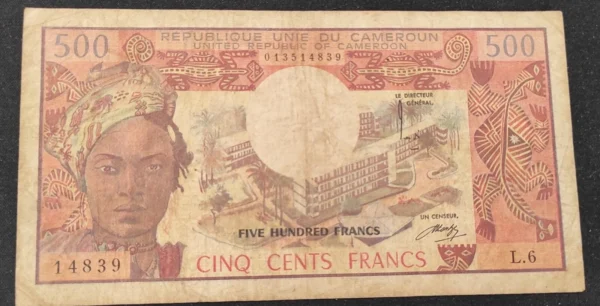 500 REPUBLIQUE UNIE DU CAMEROUN 500
UNITED REPUBLIC OF CAMEROON
013514839
LE DIRECTEUR
GÉNÉRAL,
UN CENSEUR,
FIVE HUNDRED FRANCS
14839 CINQ CENTS FRANCS L.6